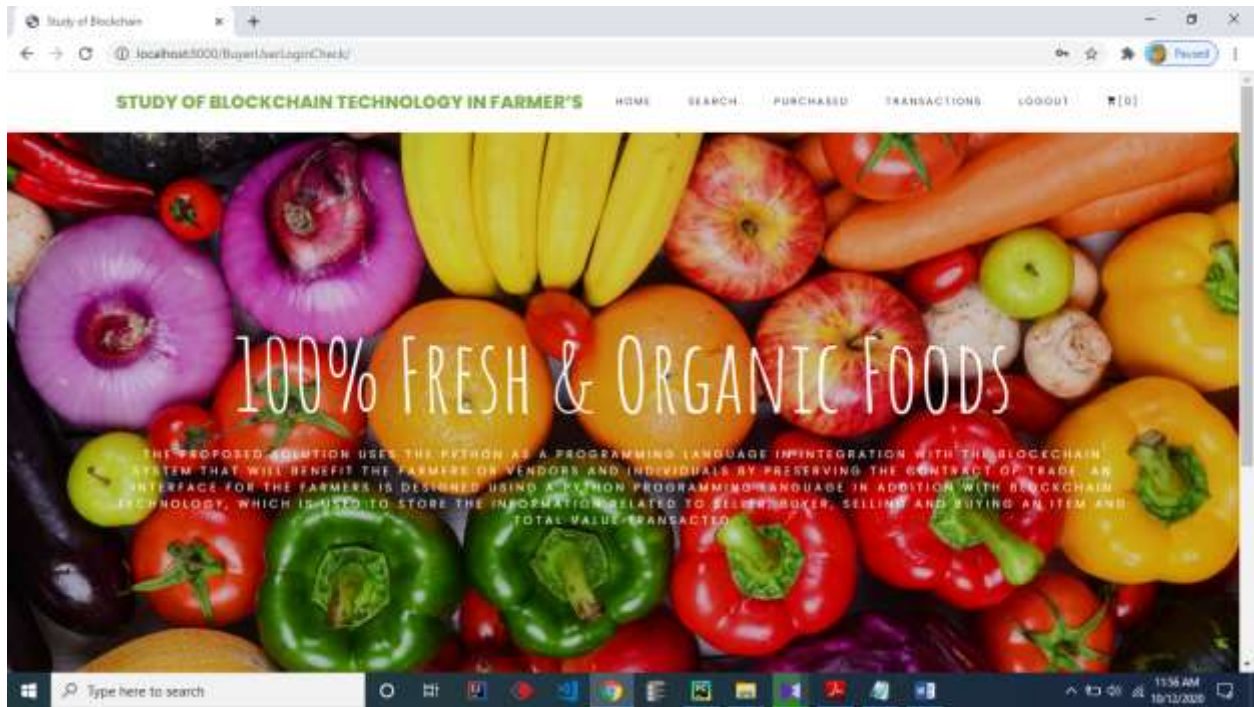 Study of Blockchain
localhost:8000/BuyerUserLoginCheck/
Paused
STUDY OF BLOCKCHAIN TECHNOLOGY IN FARMER'S HOME SEARCH PURCHASED TRANSACTIONS LOGOUT [0]
100% FRESH & ORGANIC FOODS
THE PROPOSED SOLUTION USES THE PYTHON AS A PROGRAMMING LANGUAGE IN INTEGRATION WITH THE BLOCKCHAIN
SYSTEM THAT WILL BENEFIT THE FARMERS OR VENDORS AND INDIVIDUALS BY PRESERVING THE CONTRACT OF TRADE. AN
INTERFACE FOR THE FARMERS IS DESIGNED USING A PYTHON PROGRAMMING LANGUAGE IN ADDITION WITH BLOCKCHAIN
TECHNOLOGY, WHICH IS USED TO STORE THE INFORMATION RELATED TO SELLER, BUYER, SELLING AND BUYING AN ITEM AND
TOTAL VALUE TRANSACTED
Type here to search
11:56 AM
10/12/2020